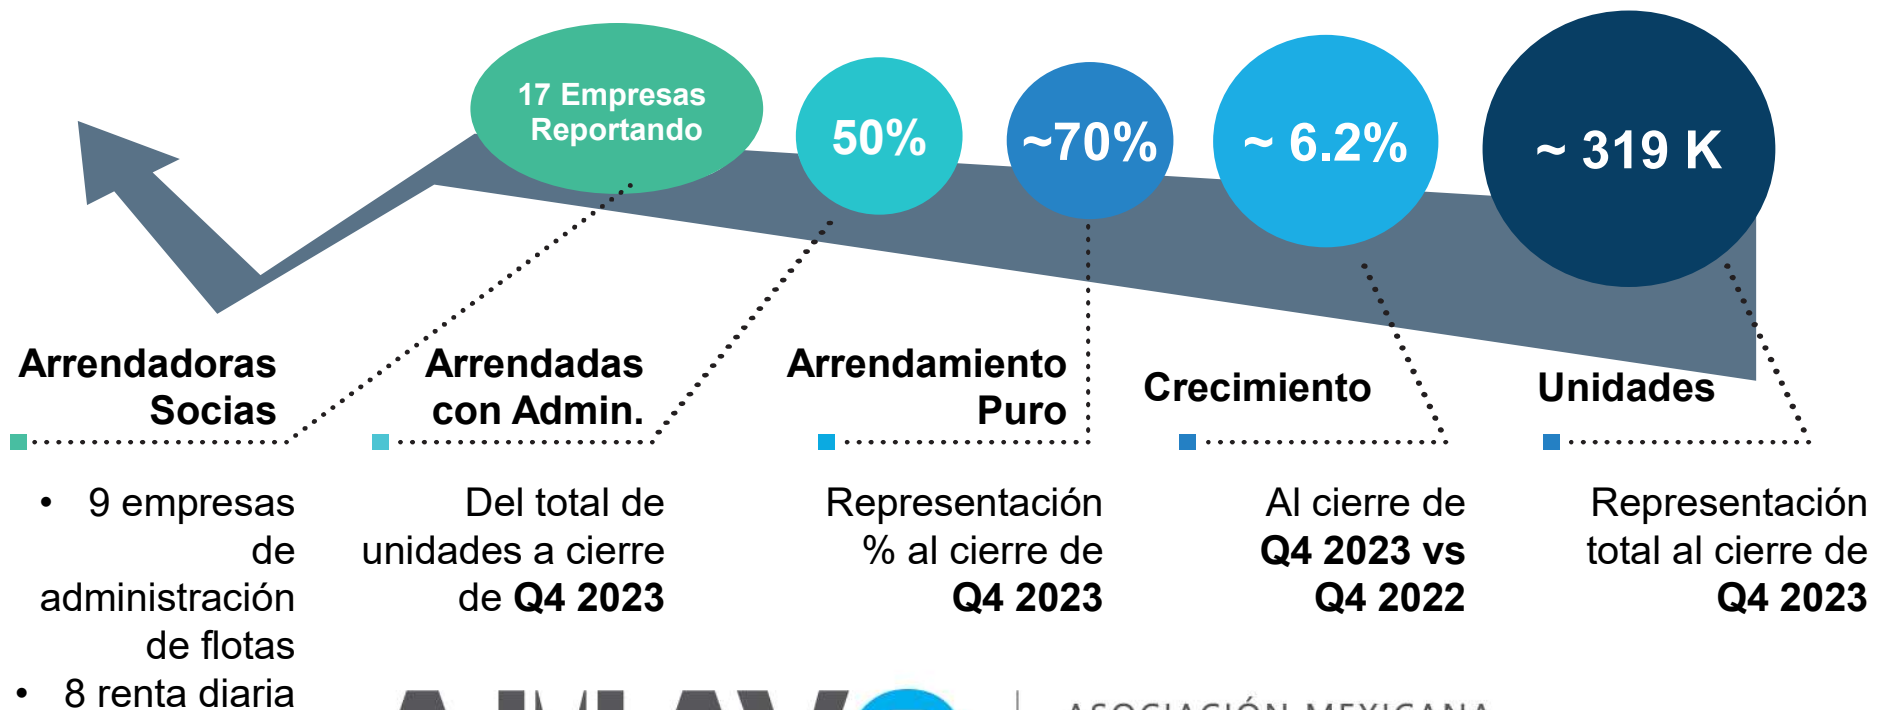 17 Empresas
Reportando
50%
~70%
~ 6.2%
~ 319 K
Arrendadoras
Socias
• 9 empresas
de
administración
de flotas
• 8 renta diaria
Arrendadas
con Admin.
Del total de
unidades a cierre
de Q4 2023
Arrendamiento
Puro
Representación
% al cierre de
Q4 2023
Crecimiento
Al cierre de
Q4 2023 vs
Q4 2022
Unidades
Representación
total al cierre de
Q4 2023
ASOCIACIÓN MEXICANA